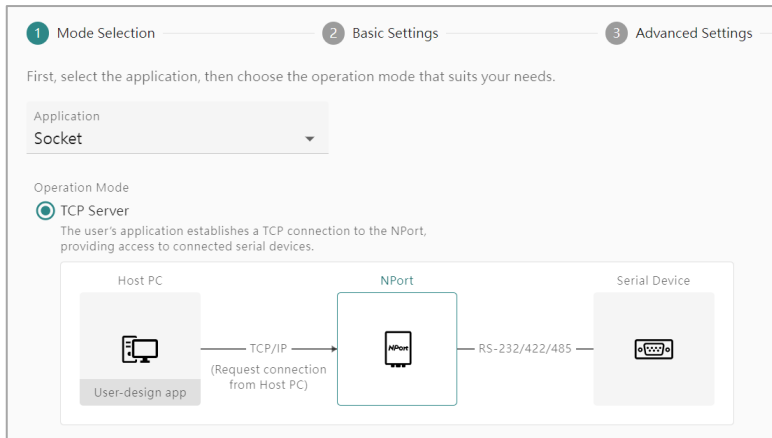 1 Mode Selection
2 Basic Settings
3 Advanced Settings
First, select the application, then choose the operation mode that suits your needs.
Application
Socket
Operation Mode
TCP Server
The user's application establishes a TCP connection to the NPort,
providing access to connected serial devices.
Host PC
NPort
Serial Device
TCP/IP
(Request connection
from Host PC)
NPort
RS-232/422/485
User-design app